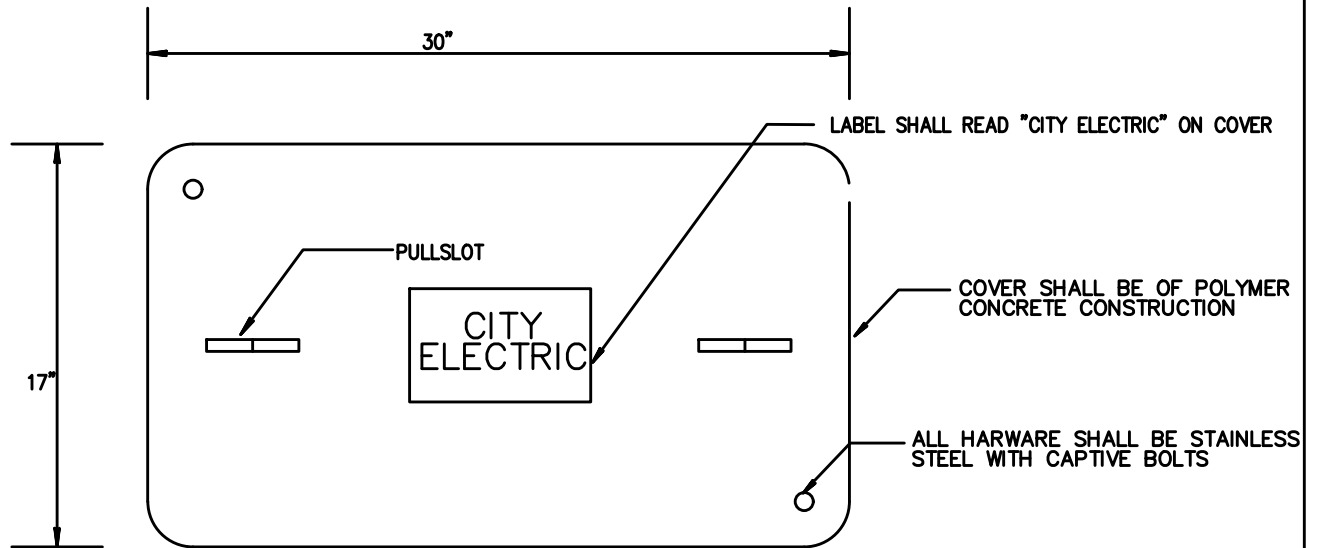 30"
LABEL SHALL READ "CITY ELECTRIC" ON COVER
PULLSLOT
CITY
ELECTRIC
COVER SHALL BE OF POLYMER
CONCRETE CONSTRUCTION
17"
ALL HARWARE SHALL BE STAINLESS
STEEL WITH CAPTIVE BOLTS